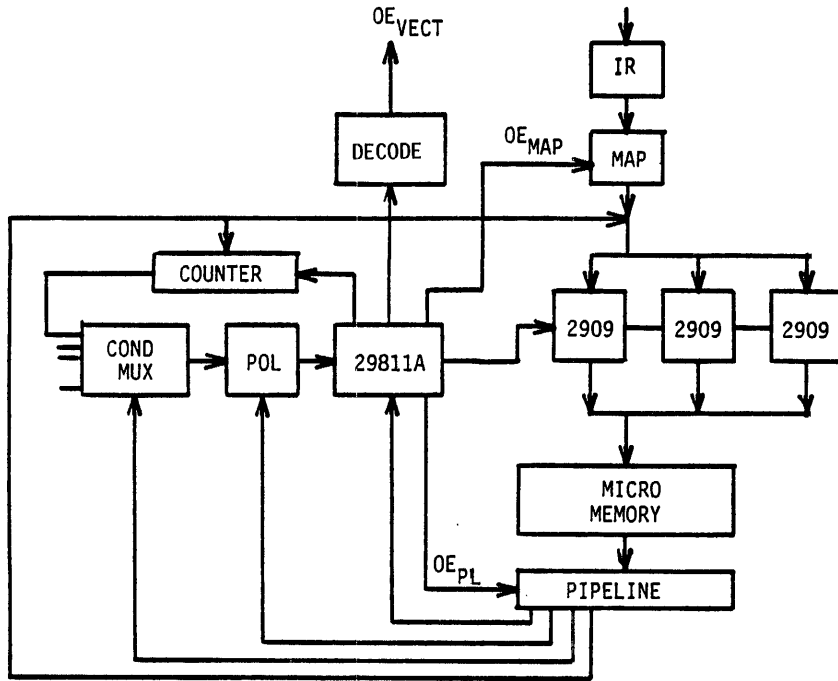 OE VECT
IR
DECODE
OE MAP
MAP
COUNTER
COND
MUX
POL
29811A
2909
2909
2909
MICRO
MEMORY
OE PL
PIPELINE